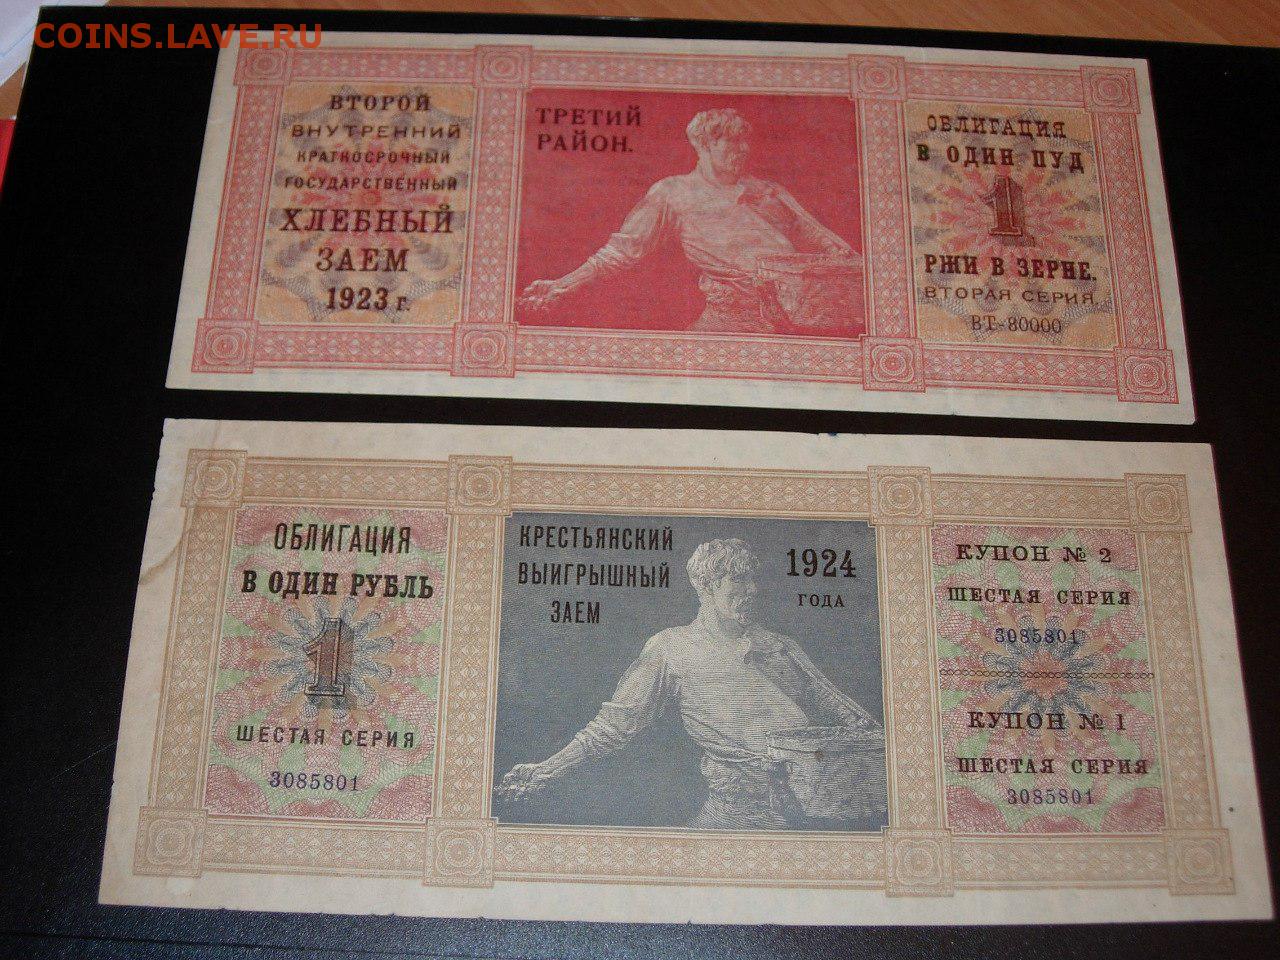 COINS.LAVE.RU
ВТОРОЙ
ВНУТРЕННИЙ
КРАТКОСРОЧНЫЙ
ГОСУДАРСТВЕННЫЙ
ХЛЕБНЫЙ
ЗАЕМ
1923 г.
ТРЕТИЙ
РАЙОН.
ОБЛИГАЦИЯ
В ОДИН ПУД
1
РЖИ В ЗЕРНЕ.
ВТОРАЯ СЕРИЯ.
ВТ-80000
ОБЛИГАЦИЯ
В ОДИН РУБЛЬ
1
ШЕСТАЯ СЕРИЯ
3085801
КРЕСТЬЯНСКИЙ
ВЫИГРЫШНЫЙ
ЗАЕМ
1924
ГОДА
КУПОН № 2
ШЕСТАЯ СЕРИЯ
3085801
КУПОН № 1
ШЕСТАЯ СЕРИЯ
3085801